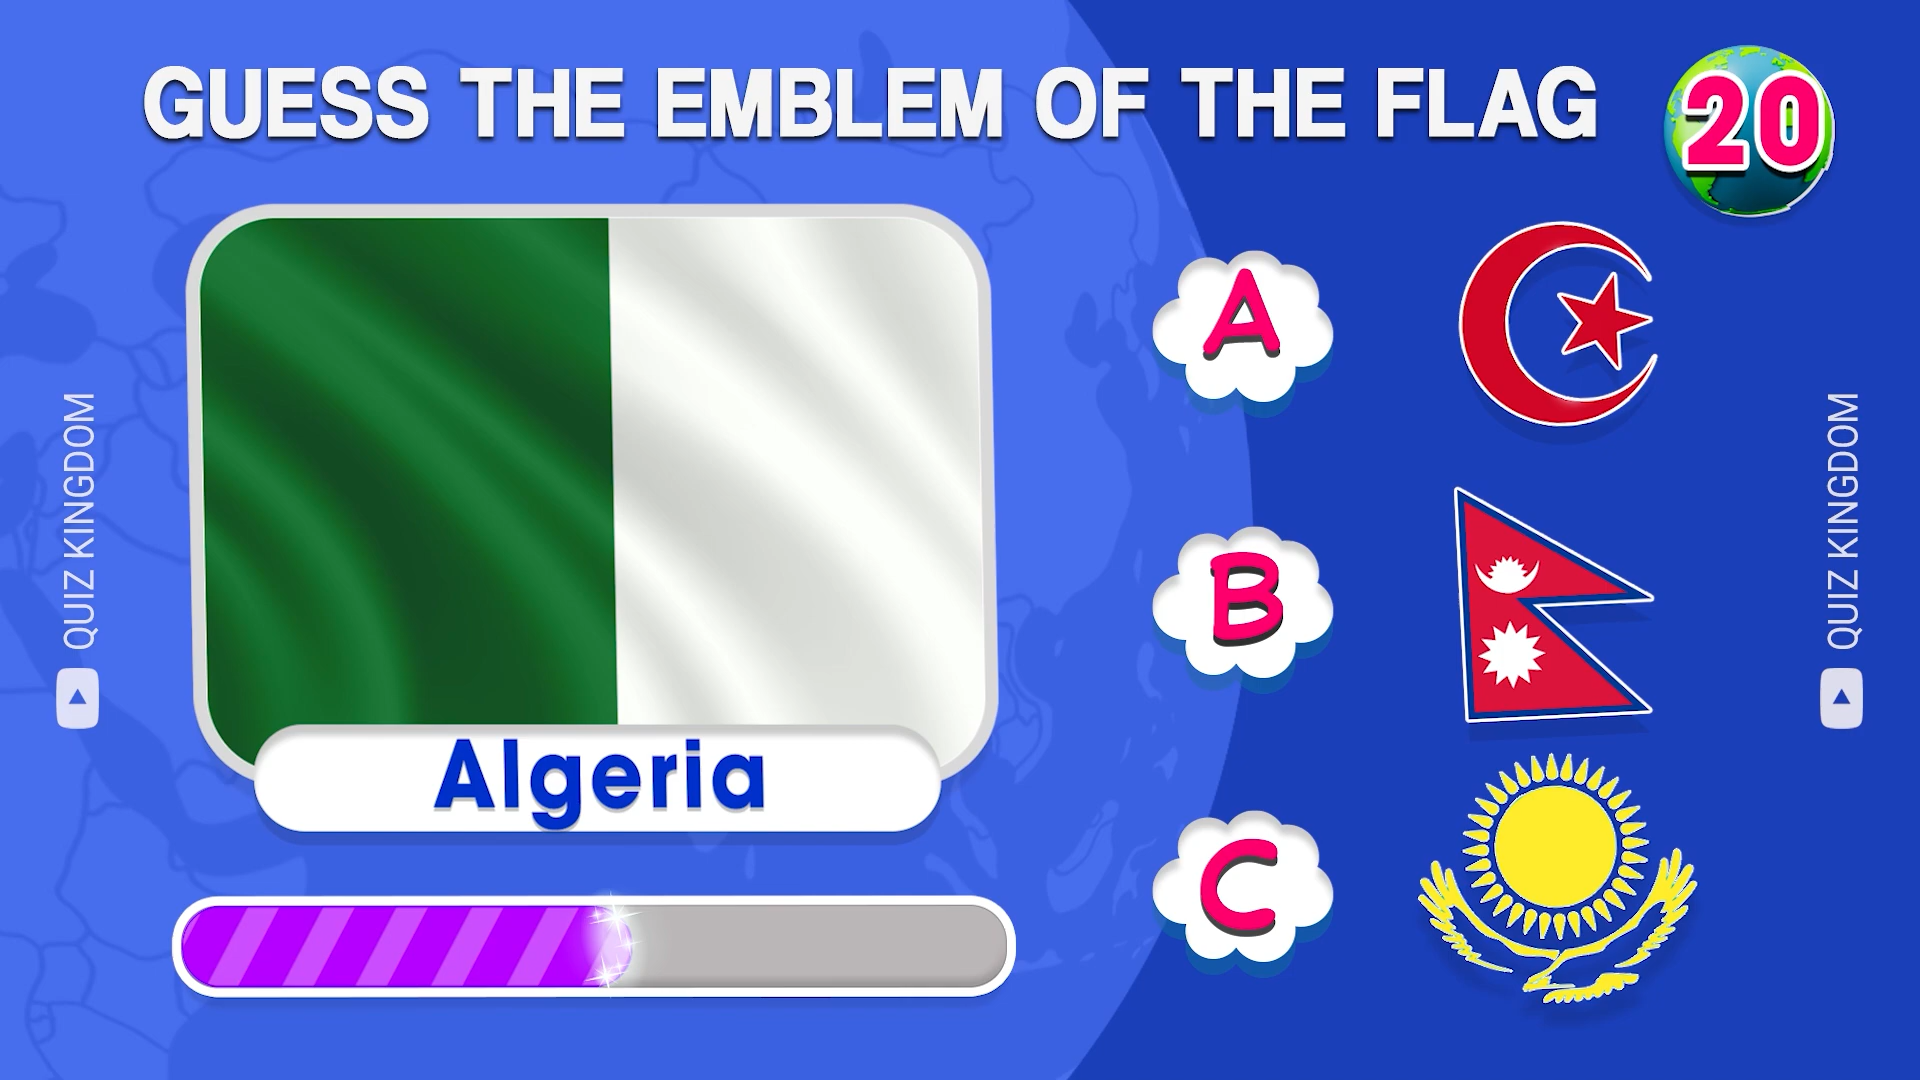 GUESS THE EMBLEM OF THE FLAG
20
A
B
C
Algeria
QUIZ KINGDOM
QUIZ KINGDOM